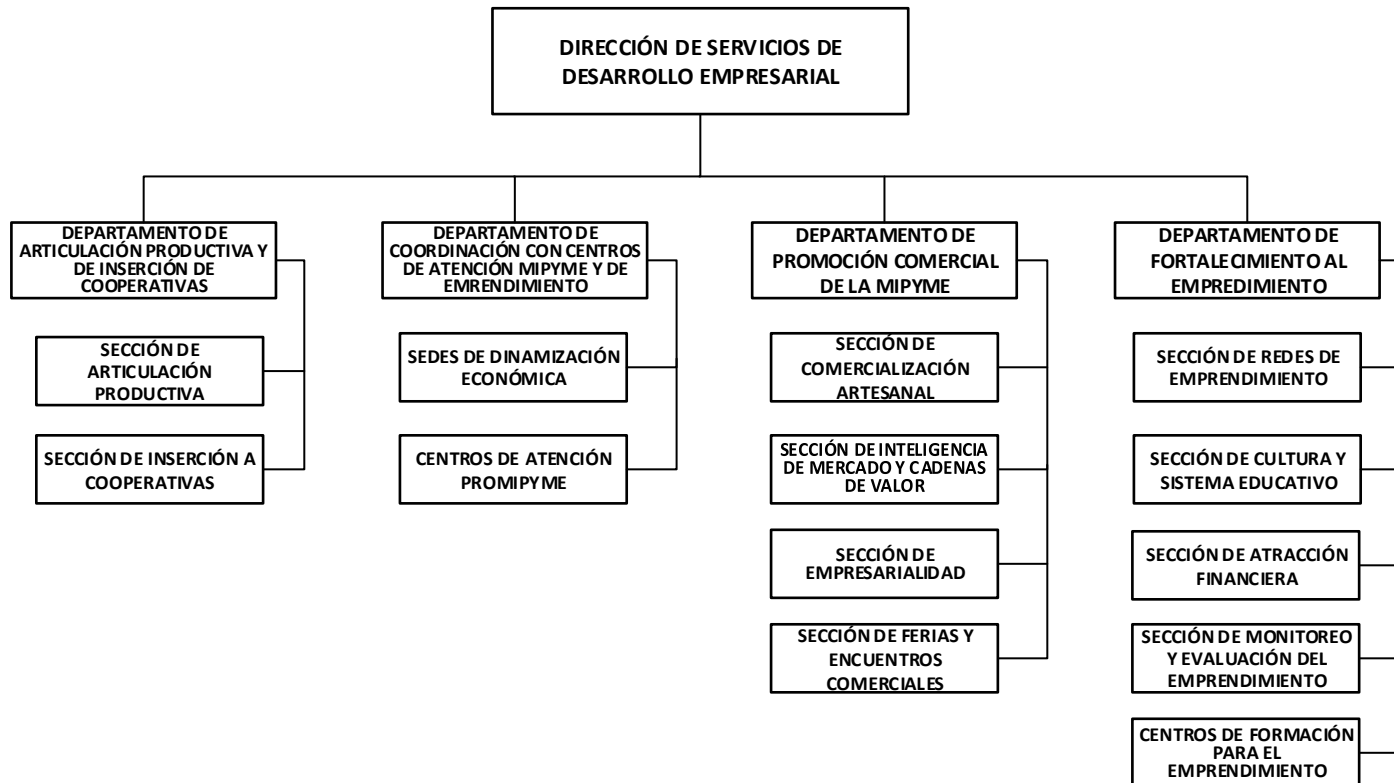 DIRECCIÓN DE SERVICIOS DE
DESARROLLO EMPRESARIAL
DEPARTAMENTO DE
ARTICULACIÓN PRODUCTIVA Y
DE INSERCIÓN DE
COOPERATIVAS
SECCIÓN DE
ARTICULACIÓN
PRODUCTIVA
SECCIÓN DE INSERCIÓN A
COOPERATIVAS
DEPARTAMENTO DE
COORDINACIÓN CON CENTROS
DE ATENCIÓN MIPYME Y DE
EMRENDIMIENTO
SEDES DE DINAMIZACIÓN
ECONÓMICA
CENTROS DE ATENCIÓN
PROMIPYME
DEPARTAMENTO DE
PROMOCIÓN COMERCIAL
DE LA MIPYME
SECCIÓN DE
COMERCIALIZACIÓN
ARTESANAL
SECCIÓN DE INTELIGENCIA
DE MERCADO Y CADENAS
DE VALOR
SECCIÓN DE
EMPRESARIALIDAD
SECCIÓN DE FERIAS Y
ENCUENTROS
COMERCIALES
DEPARTAMENTO DE
FORTALECIMIENTO AL
EMPREDIMIENTO
SECCIÓN DE REDES DE
EMPRENDIMIENTO
SECCIÓN DE CULTURA Y
SISTEMA EDUCATIVO
SECCIÓN DE ATRACCIÓN
FINANCIERA
SECCIÓN DE MONITOREO
Y EVALUACIÓN DEL
EMPRENDIMIENTO
CENTROS DE FORMACIÓN
PARA EL
EMPRENDIMIENTO